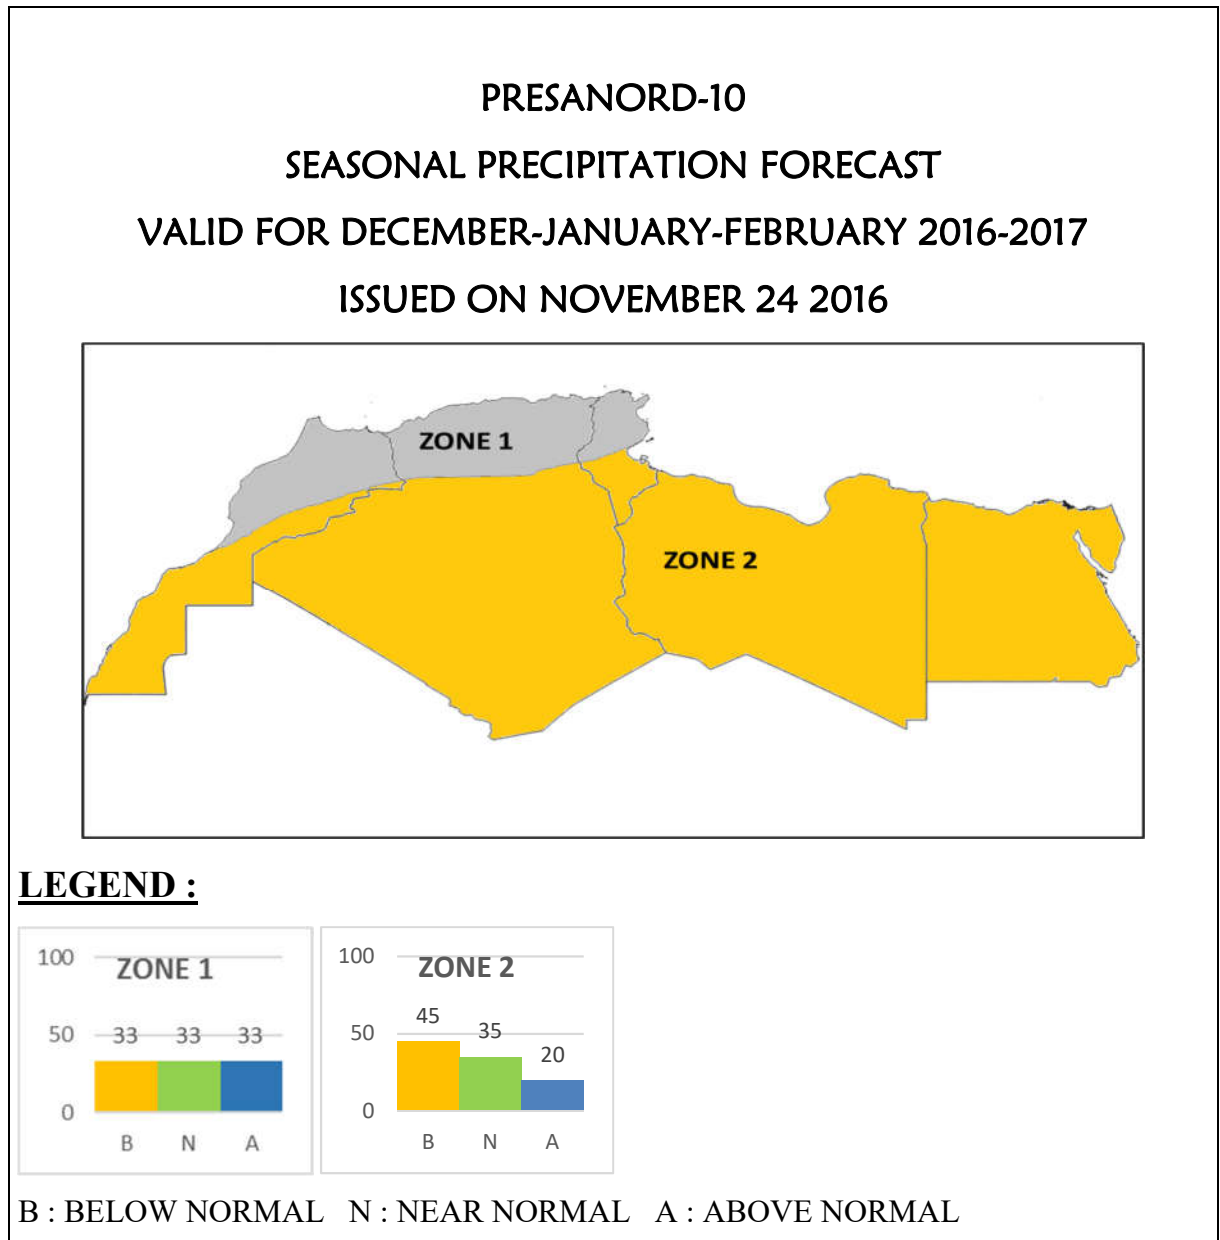 PRESANORD-10
SEASONAL PRECIPITATION FORECAST
VALID FOR DECEMBER-JANUARY-FEBRUARY 2016-2017
ISSUED ON NOVEMBER 24 2016
ZONE 1
ZONE 2
LEGEND :
100
ZONE 1
50
33 33 33
0
B N A
100
ZONE 2
50
45
35
20
0
B N A
B : BELOW NORMAL N : NEAR NORMAL A : ABOVE NORMAL